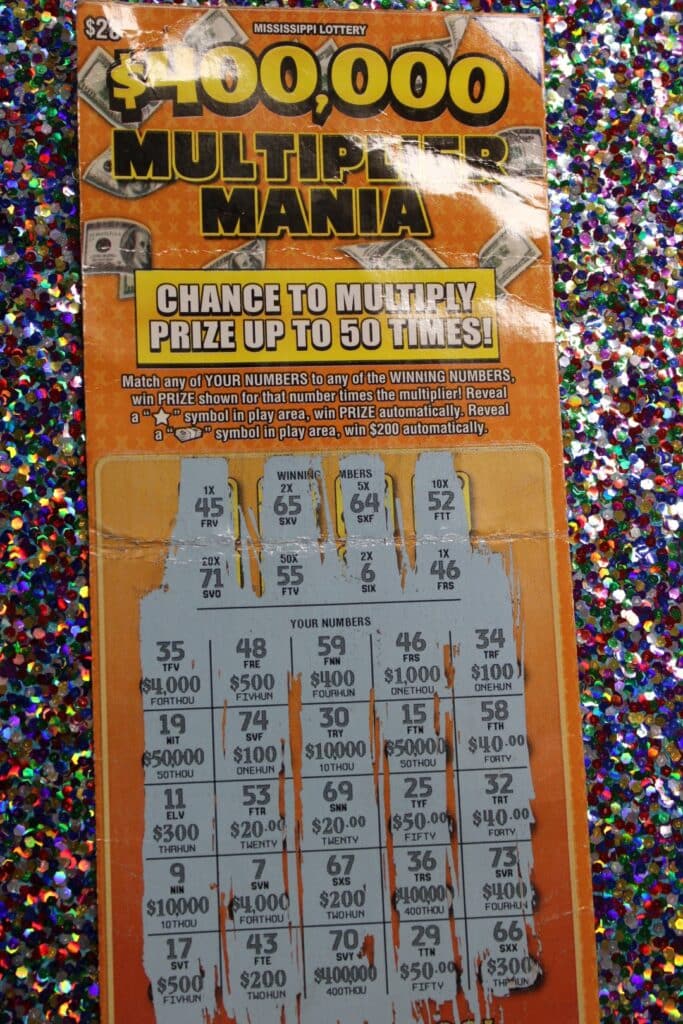 $20
MISSISSIPPI LOTTERY
$400,000
MULTIPLIER
MANIA
CHANCE TO MULTIPLY
PRIZE UP TO 50 TIMES!
Match any of YOUR NUMBERS to any of the WINNING NUMBERS,
win PRIZE shown for that number times the multiplier! Reveal
a "☆" symbol in play area, win PRIZE automatically. Reveal
a "" symbol in play area, win $200 automatically.
WINNING NUMBERS
1X 2X 5X 10X
45 65 64 52
FRV SXV SXF FTT
20X 50X 2X 1X
71 55 6 46
SVO FTV SIX FRS
YOUR NUMBERS
35 48 59 46 34
TFV FRE FNN FRS TRF
$4,000 $500 $400 $1,000 $100
FORTHOU FIVHUN FOURHUN ONETHOU ONEHUN
19 74 30 15 58
NIT SVF TRY FTN FTH
$50,000 $100 $10,000 $50,000 $40.00
50THOU ONEHUN 10THOU 50THOU FORTY
11 53 69 25 32
ELV FTR SNN TYF TRT
$300 $20.00 $20.00 $50.00 $40.00
THRHUN TWENTY TWENTY FIFTY FORTY
9 7 67 36 73
NIN SVN SXS TRS SVR
$10,000 $4,000 $200 $400,000 $400
10THOU FORTHOU TWOHUN 400THOU FOURHUN
17 43 70 29 66
SVT FTE SVY TTN SXX
$500 $200 $400,000 $50.00 $300
FIVHUN TWOHUN 400THOU FIFTY THRHUN